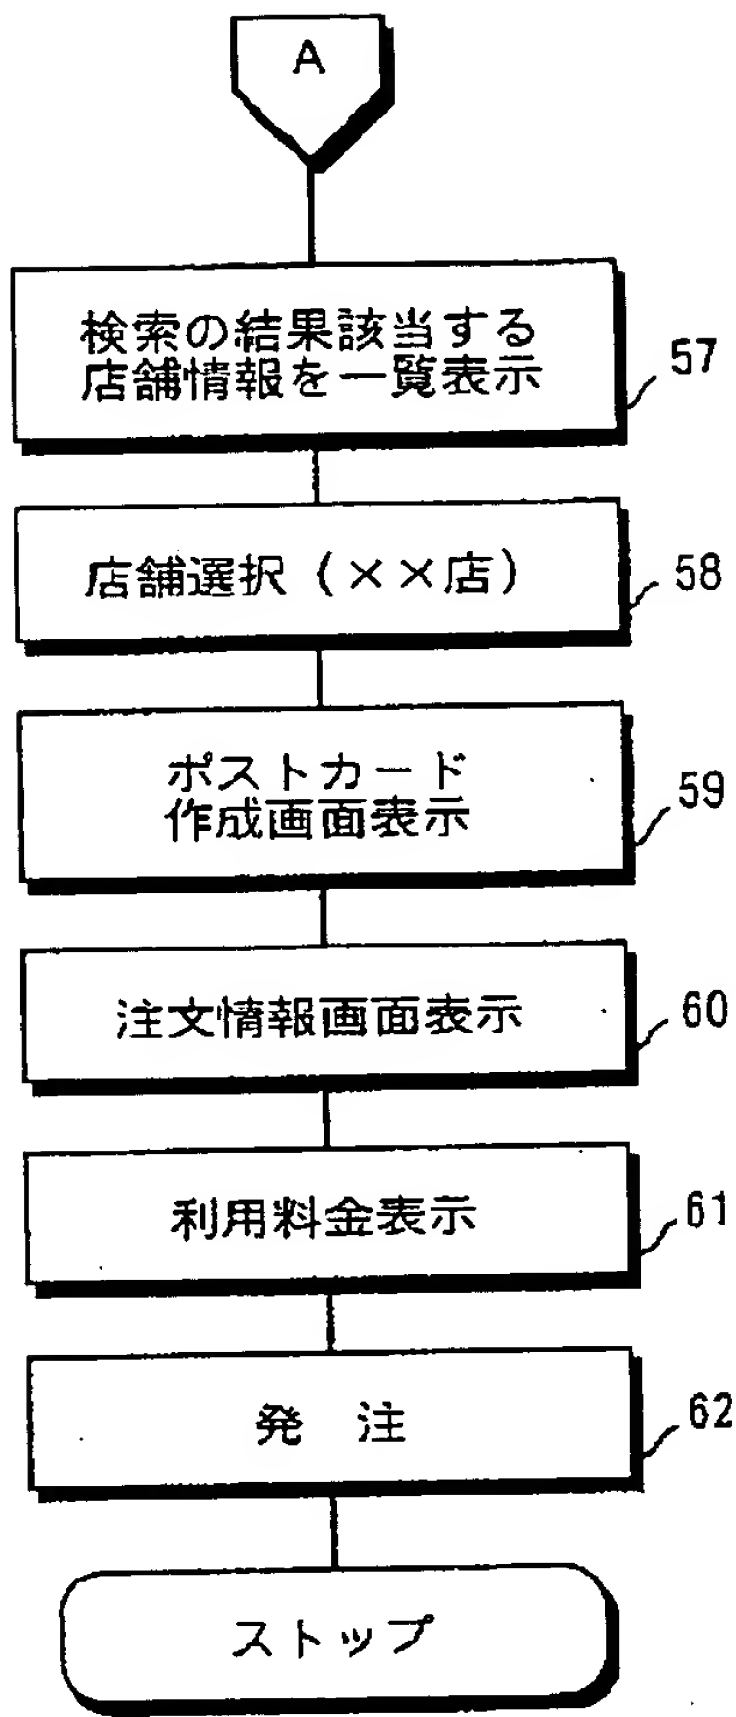 A
検索の結果該当する
店舗情報を一覧表示
57
店舗選択(××店)
58
ポストカード
作成画面表示
59
注文情報画面表示
60
利用料金表示
61
発 注
62
ストップ